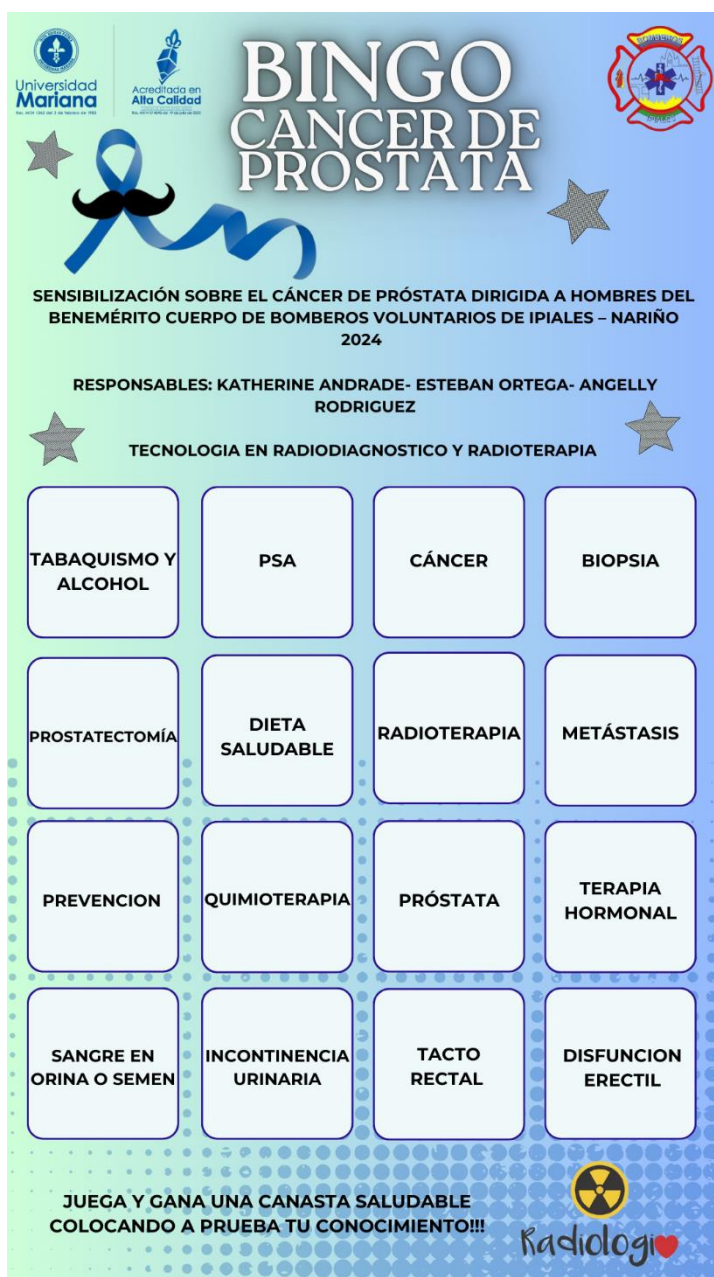 Universidad
Mariana
Acreditada en
Alta Calidad
BINGO
CANCER DE
PROSTATA
BOMBEROS
IPIALES
SENSIBILIZACIÓN SOBRE EL CÁNCER DE PRÓSTATA DIRIGIDA A HOMBRES DEL
BENEMÉRITO CUERPO DE BOMBEROS VOLUNTARIOS DE IPIALES – NARIÑO
2024
RESPONSABLES: KATHERINE ANDRADE- ESTEBAN ORTEGA- ANGELLY
RODRIGUEZ
TECNOLOGIA EN RADIODIAGNOSTICO Y RADIOTERAPIA
TABAQUISMO Y
ALCOHOL
PSA
CÁNCER
BIOPSIA
PROSTATECTOMÍA
DIETA
SALUDABLE
RADIOTERAPIA
METÁSTASIS
PREVENCION
QUIMIOTERAPIA
PRÓSTATA
TERAPIA
HORMONAL
SANGRE EN
ORINA O SEMEN
INCONTINENCIA
URINARIA
TACTO
RECTAL
DISFUNCION
ERECTIL
JUEGA Y GANA UNA CANASTA SALUDABLE
COLOCANDO A PRUEBA TU CONOCIMIENTO!!!
Radiologi